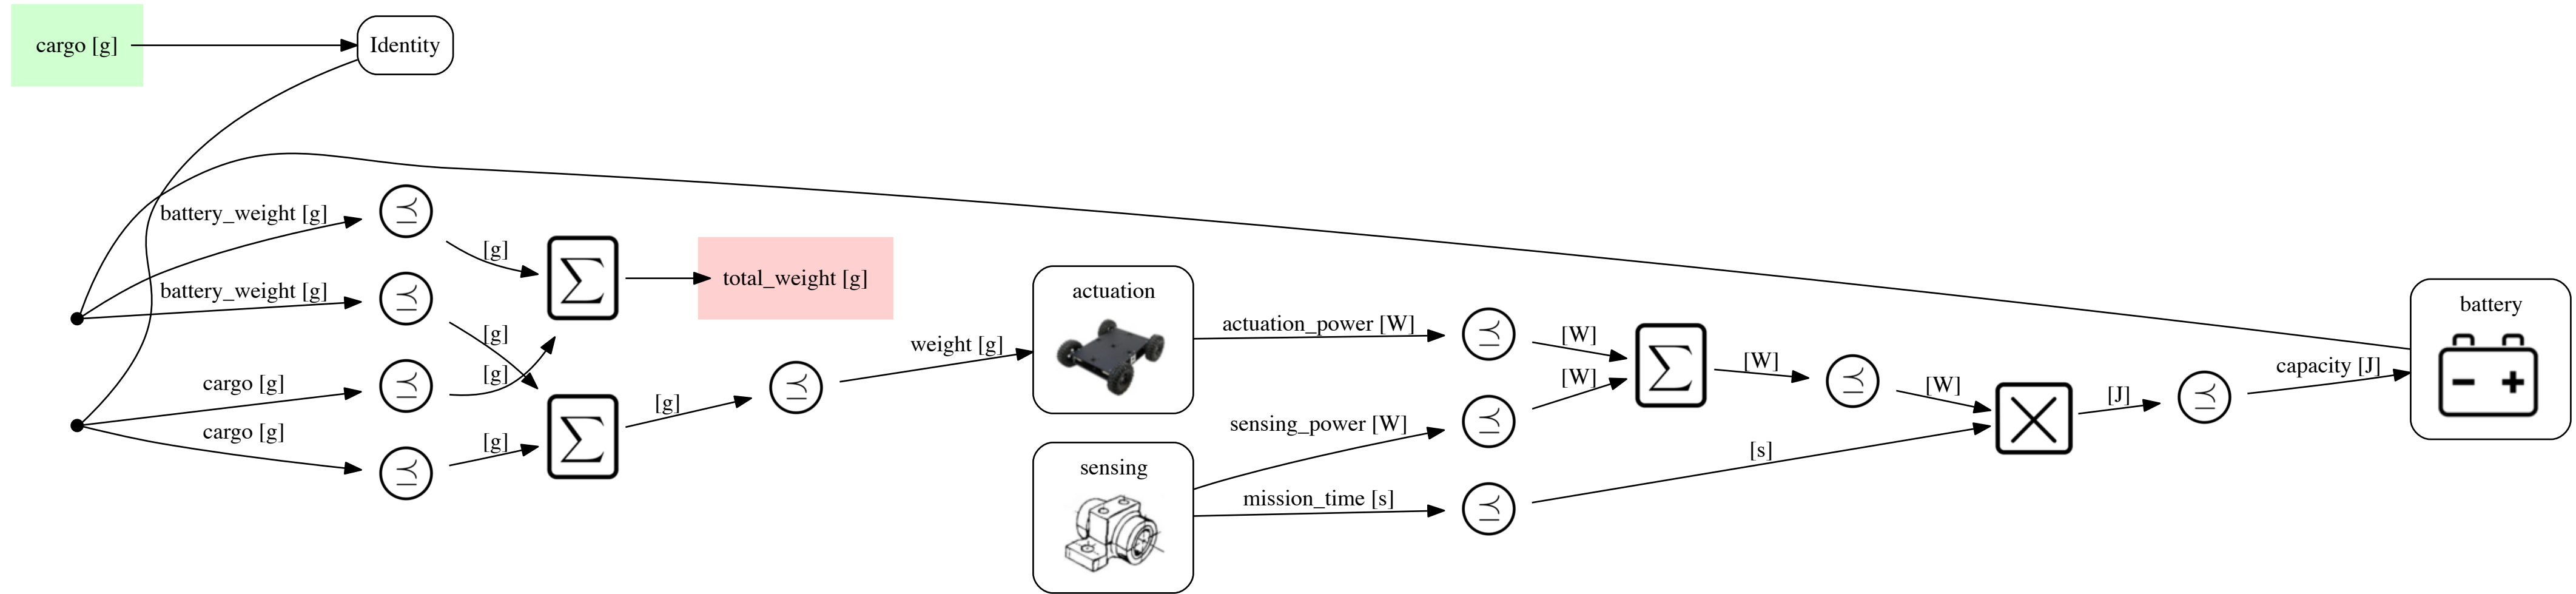 cargo [g]
Identity
battery_weight [g]
[g]
battery_weight [g]
[g]
total_weight [g]
cargo [g]
[g]
cargo [g]
[g]
[g]
weight [g]
actuation
actuation_power [W]
[W]
sensing
sensing_power [W]
[W]
mission_time [s]
[W]
[s]
[W]
[J]
capacity [J]
battery